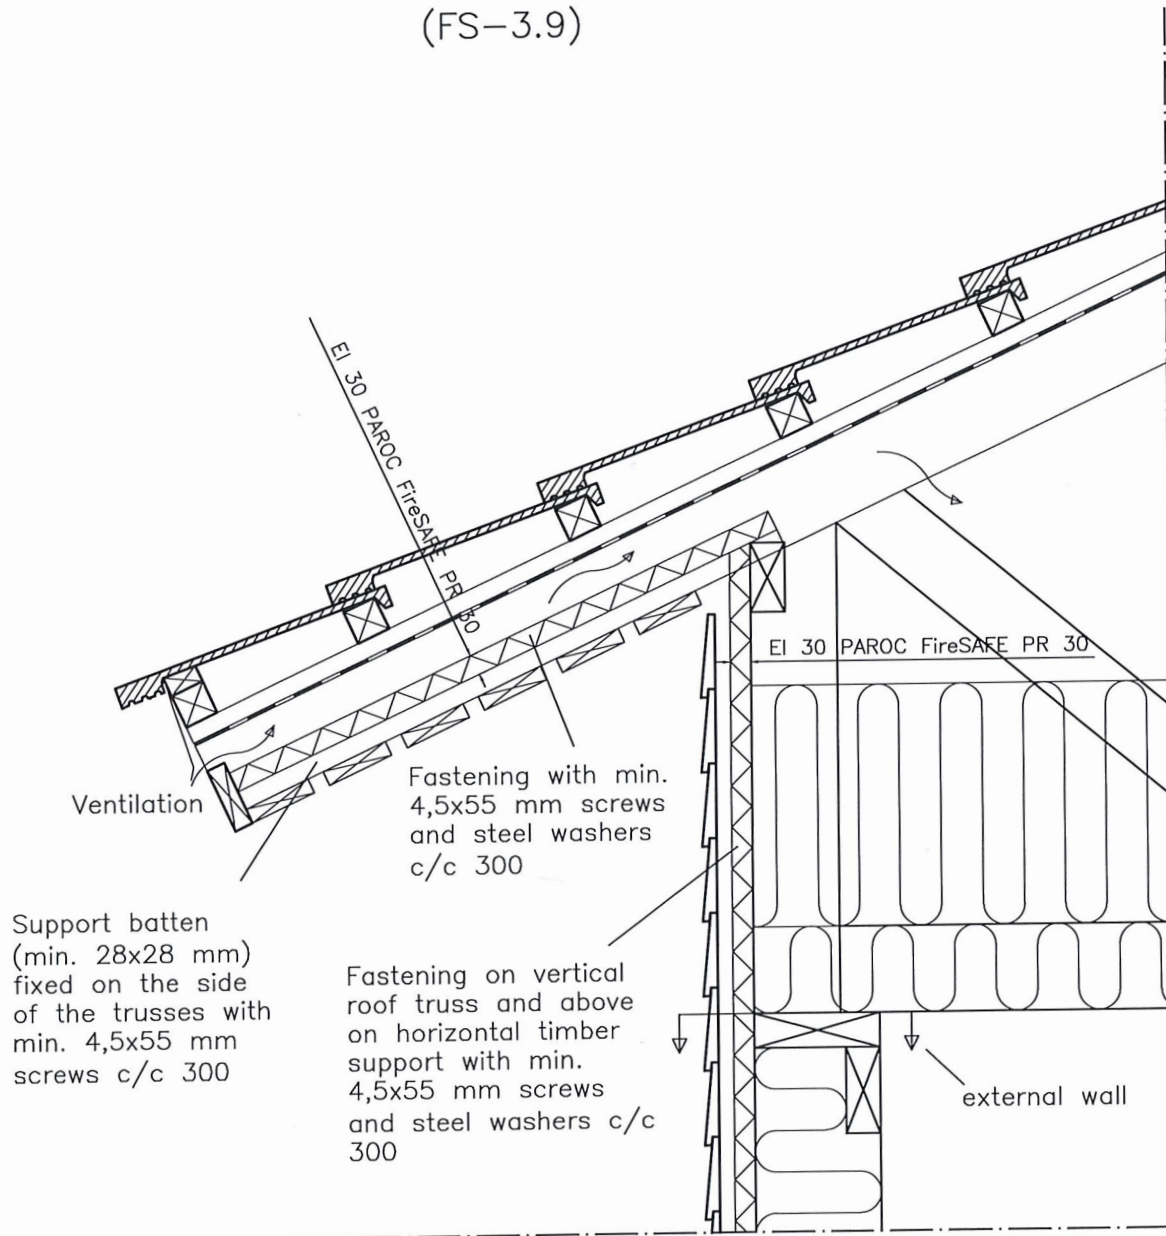 (FS-3.9)
EI 30 PAROC FireSAFE PR 30
EI 30 PAROC FireSAFE PR 30
Ventilation
Fastening with min.
4,5x55 mm screws
and steel washers
c/c 300
Support batten
(min. 28x28 mm)
fixed on the side
of the trusses with
min. 4,5x55 mm
screws c/c 300
Fastening on vertical
roof truss and above
on horizontal timber
support with min.
4,5x55 mm screws
and steel washers c/c
300
external wall